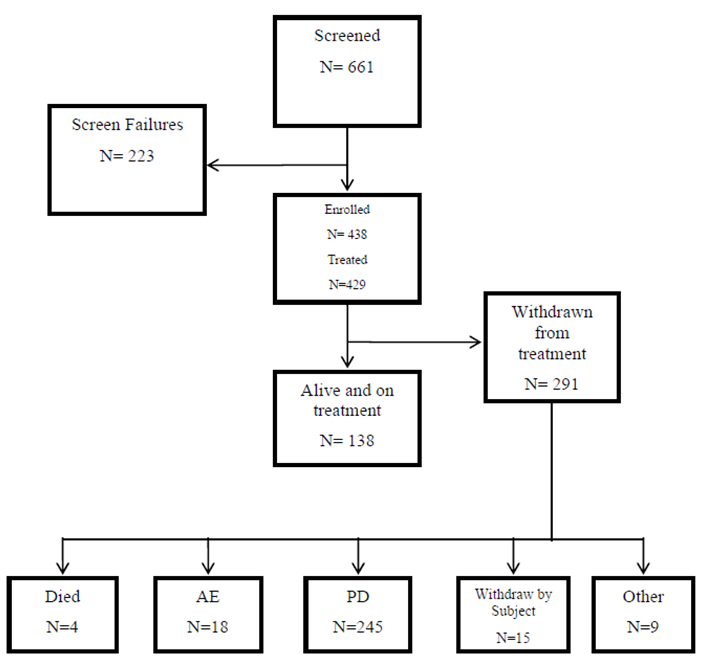 Screened
N= 661
Screen Failures
N= 223
Enrolled
N= 438
Treated
N=429
Withdrawn
from
treatment
N= 291
Alive and on
treatment
N= 138
Died
N=4
AE
N=18
PD
N=245
Withdraw by
Subject
N=15
Other
N=9